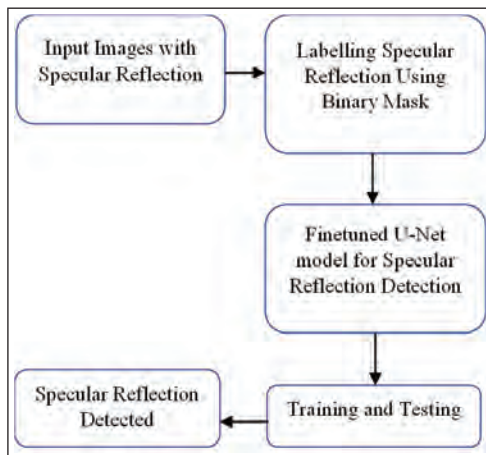 Input Images with
Specular Reflection
Labelling Specular
Reflection Using
Binary Mask
Finetuned U-Net
model for Specular
Reflection Detection
Training and Testing
Specular Reflection
Detected